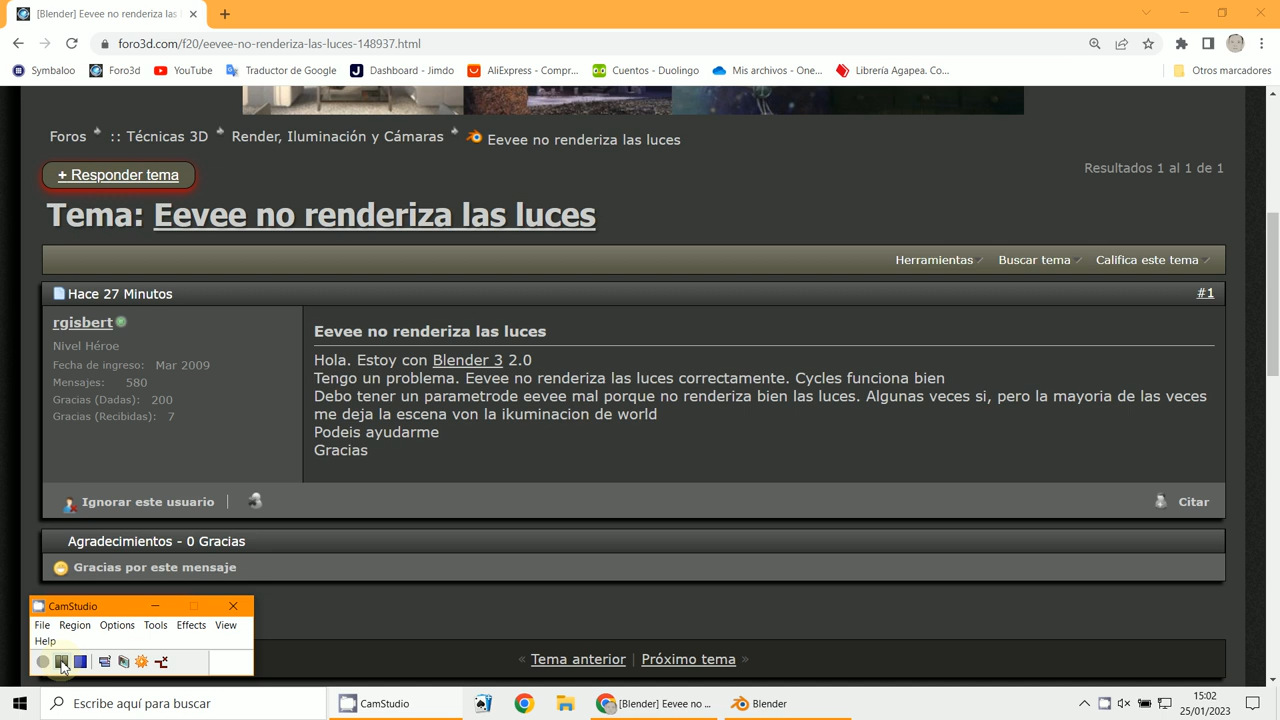 [Blender] Eevee no renderiza las
foro3d.com/f20/eevee-no-renderiza-las-luces-148937.html
Symbaloo
Foro3d
YouTube
Traductor de Google
Dashboard - Jimdo
AliExpress - Compr...
Cuentos - Duolingo
Mis archivos - One...
Librería Agapea. Co...
Otros marcadores
Foros :: Técnicas 3D Render, Iluminación y Cámaras Eevee no renderiza las luces
+ Responder tema
Resultados 1 al 1 de 1
Tema: Eevee no renderiza las luces
Herramientas Buscar tema Califica este tema
Hace 27 Minutos
#1
rgisbert
Nivel Héroe
Fecha de ingreso: Mar 2009
Mensajes: 580
Gracias (Dadas): 200
Gracias (Recibidas): 7
Eevee no renderiza las luces
Hola. Estoy con Blender 3 2.0
Tengo un problema. Eevee no renderiza las luces correctamente. Cycles funciona bien
Debo tener un parametrode eevee mal porque no renderiza bien las luces. Algunas veces si, pero la mayoria de las veces
me deja la escena von la ikuminacion de world
Podeis ayudarme
Gracias
Ignorar este usuario
Citar
Agradecimientos - 0 Gracias
Gracias por este mensaje
CamStudio
File Region Options Tools Effects View
Help
« Tema anterior | Próximo tema »
Escribe aquí para buscar
CamStudio
[Blender] Eevee no ...
Blender
15:02
25/01/2023